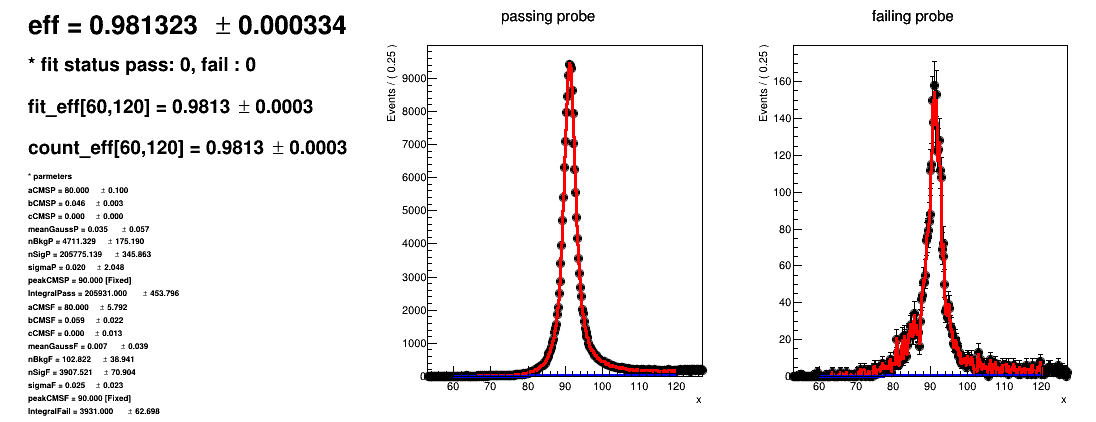 eff = 0.981323 ± 0.000334
* fit status pass: 0, fail : 0
fit_eff[60,120] = 0.9813 ± 0.0003
count_eff[60,120] = 0.9813 ± 0.0003
* parmeters
aCMSP = 80.000 ± 0.100
bCMSP = 0.046 ± 0.003
cCMSP = 0.000 ± 0.000
meanGaussP = 0.035 ± 0.057
nBkgP = 4711.329 ± 175.190
nSigP = 205775.139 ± 345.863
sigmaP = 0.020 ± 2.048
peakCMSP = 90.000 [Fixed]
IntegralPass = 205931.000 ± 453.796
aCMSF = 80.000 ± 5.792
bCMSF = 0.059 ± 0.022
cCMSF = 0.000 ± 0.013
meanGaussF = 0.007 ± 0.039
nBkgF = 102.822 ± 38.941
nSigF = 3907.521 ± 70.904
sigmaF = 0.025 ± 0.023
peakCMSF = 90.000 [Fixed]
IntegralFail = 3931.000 ± 62.698
passing probe
Events / ( 0.25 )
9000
8000
7000
6000
5000
4000
3000
2000
1000
0
60 70 80 90 100 110 120
x
failing probe
Events / ( 0.25 )
160
140
120
100
80
60
40
20
0
60 70 80 90 100 110 120
x